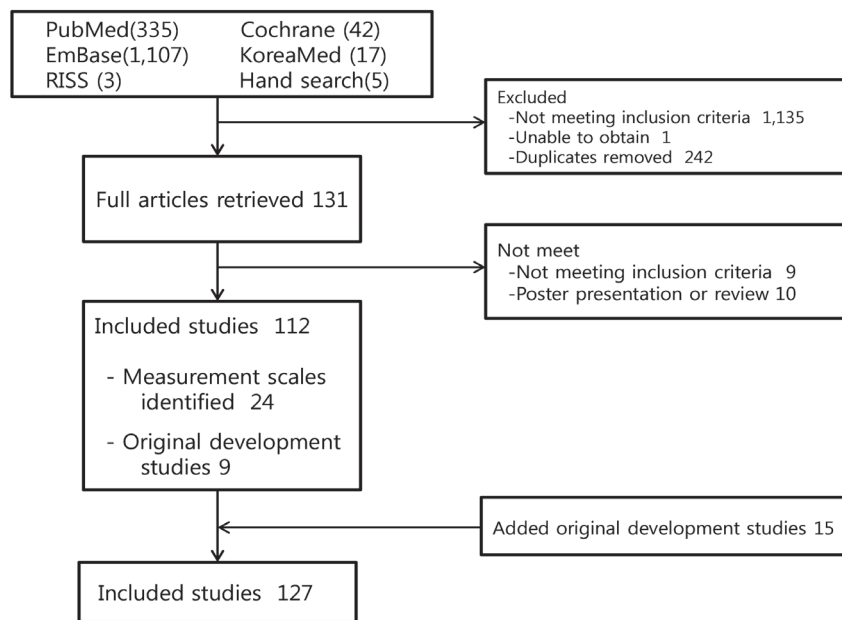 PubMed(335) Cochrane (42)
EmBase(1,107) KoreaMed (17)
RISS (3) Hand search(5)
Excluded
-Not meeting inclusion criteria 1,135
-Unable to obtain 1
-Duplicates removed 242
Full articles retrieved 131
Not meet
-Not meeting inclusion criteria 9
-Poster presentation or review 10
Included studies 112
- Measurement scales
identified 24
- Original development
studies 9
Added original development studies 15
Included studies 127